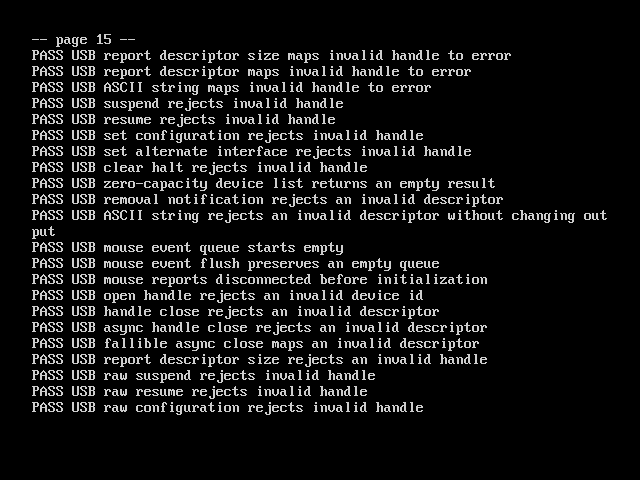 -- page 15 --
PASS USB report descriptor size maps invalid handle to error
PASS USB report descriptor maps invalid handle to error
PASS USB ASCII string maps invalid handle to error
PASS USB suspend rejects invalid handle
PASS USB resume rejects invalid handle
PASS USB set configuration rejects invalid handle
PASS USB set alternate interface rejects invalid handle
PASS USB clear halt rejects invalid handle
PASS USB zero-capacity device list returns an empty result
PASS USB removal notification rejects an invalid descriptor
PASS USB ASCII string rejects an invalid descriptor without changing out
put
PASS USB mouse event queue starts empty
PASS USB mouse event flush preserves an empty queue
PASS USB mouse reports disconnected before initialization
PASS USB open handle rejects an invalid device id
PASS USB handle close rejects an invalid descriptor
PASS USB async handle close rejects an invalid descriptor
PASS USB fallible async close maps an invalid descriptor
PASS USB report descriptor size rejects an invalid handle
PASS USB raw suspend rejects invalid handle
PASS USB raw resume rejects invalid handle
PASS USB raw configuration rejects invalid handle